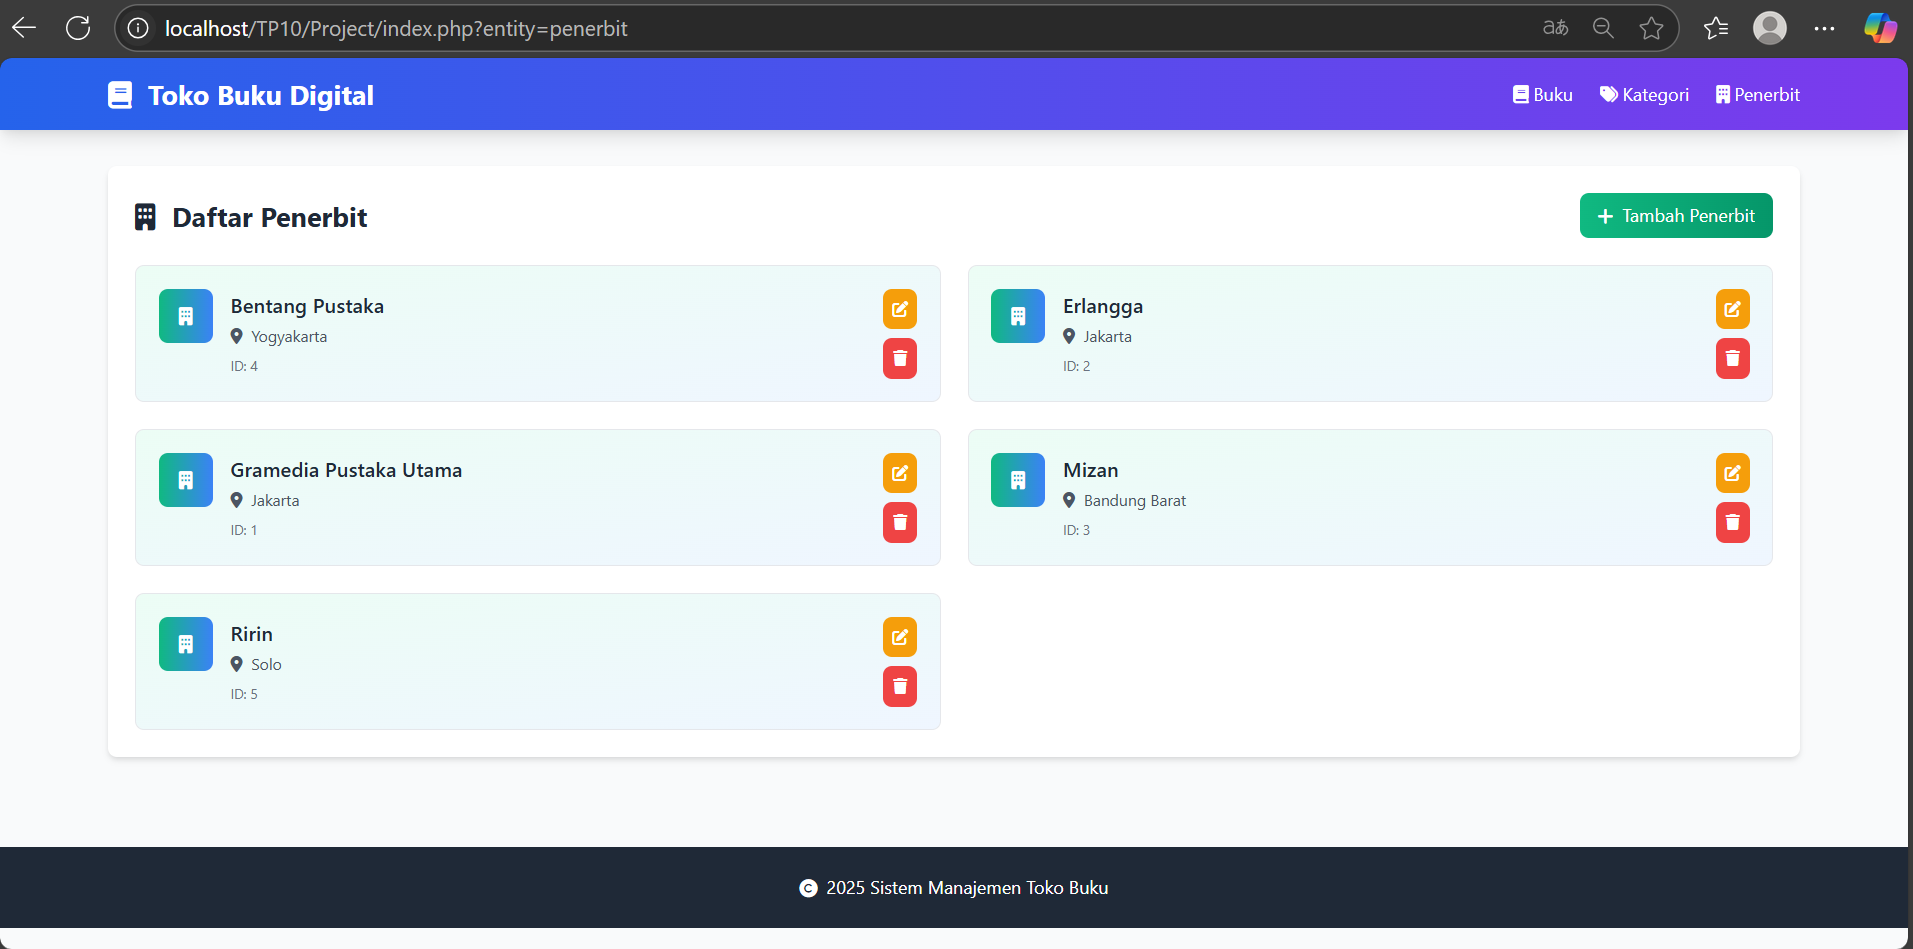 localhost/TP10/Project/index.php?entity=penerbit
Toko Buku Digital
Buku Kategori Penerbit
Daftar Penerbit
+ Tambah Penerbit
Bentang Pustaka
Yogyakarta
ID: 4
Erlangga
Jakarta
ID: 2
Gramedia Pustaka Utama
Jakarta
ID: 1
Mizan
Bandung Barat
ID: 3
Ririn
Solo
ID: 5
© 2025 Sistem Manajemen Toko Buku